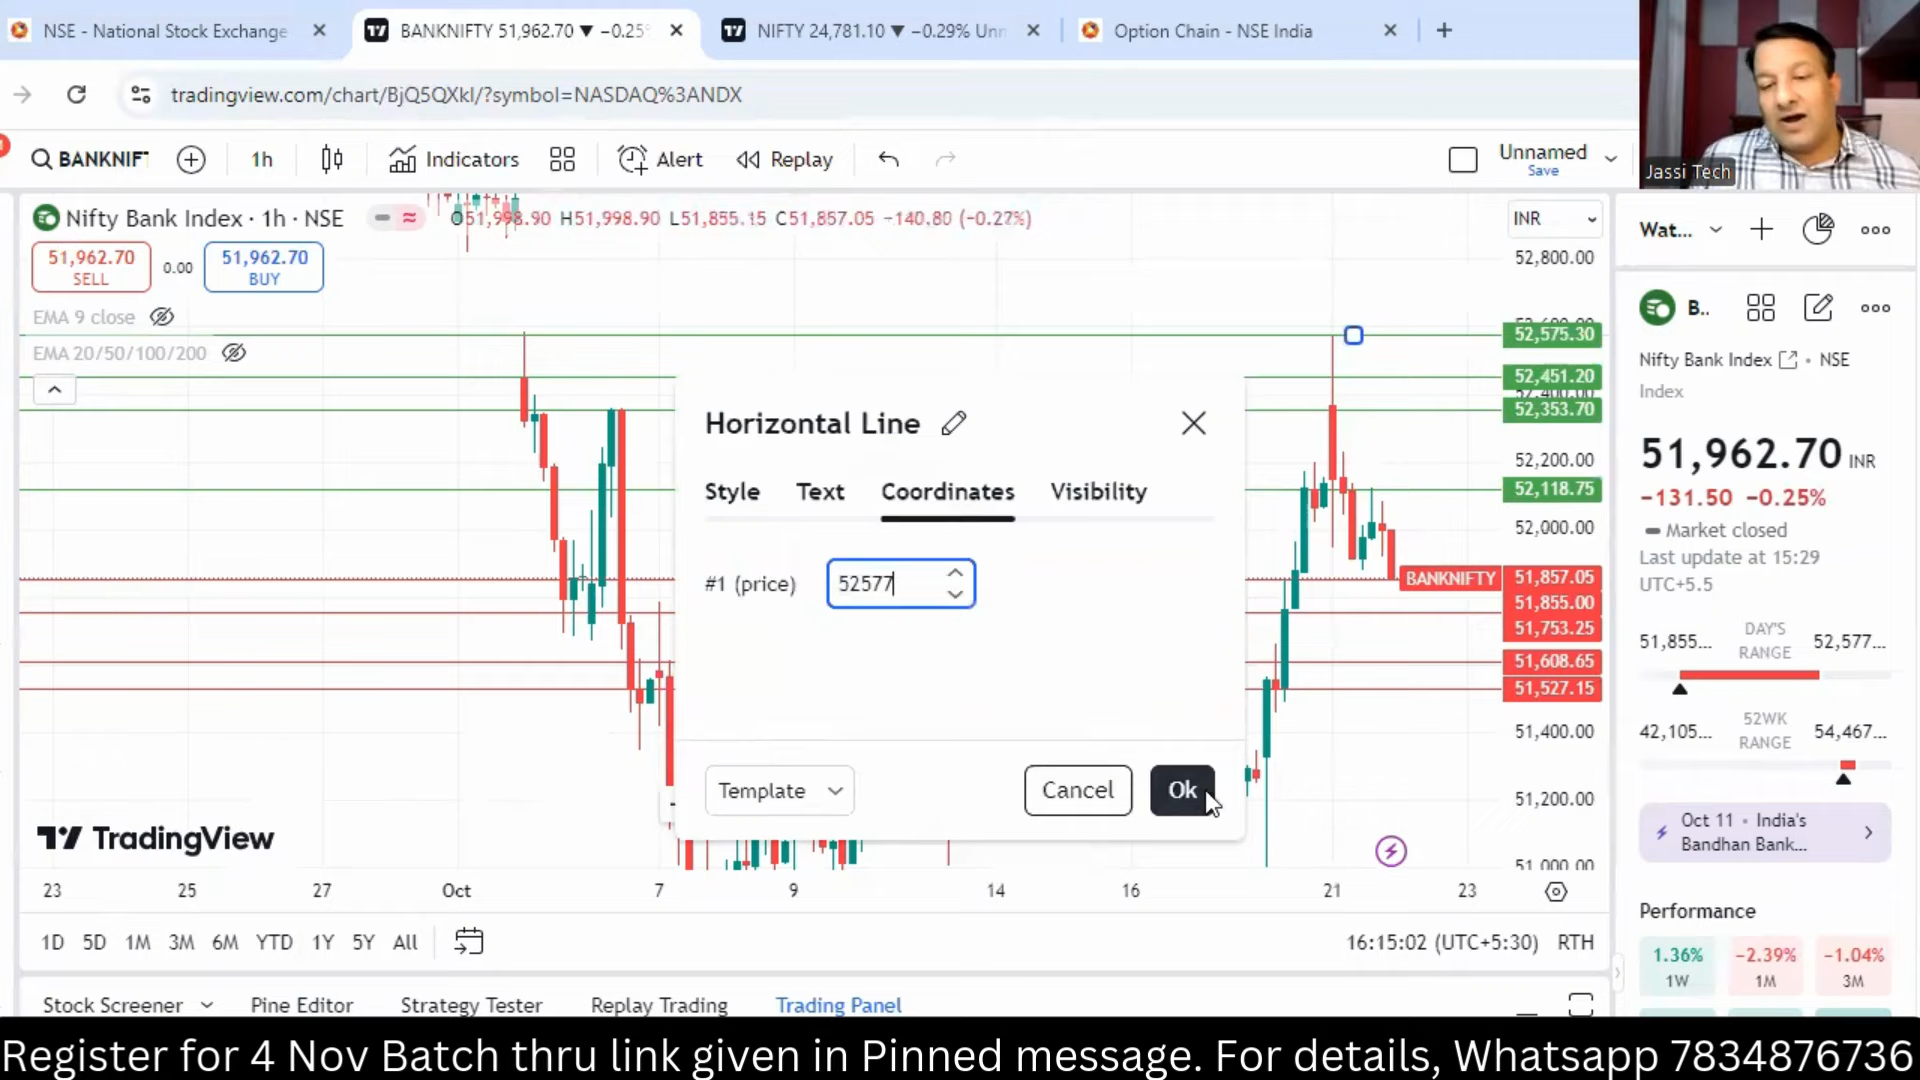 NSE - National Stock Exchange
BANKNIFTY 51,962.70 ▼ −0.25%
NIFTY 24,781.10 ▼ −0.29% Unn
Option Chain - NSE India
tradingview.com/chart/BjQ5QXkI/?symbol=NASDAQ%3ANDX
BANKNIF
1h
Indicators
Alert
Replay
Unnamed
Save
Jassi Tech
Nifty Bank Index · 1h · NSE
O51,998.90 H51,998.90 L51,855.15 C51,857.05 −140.80 (−0.27%)
INR
51,962.70
SELL
0.00
51,962.70
BUY
EMA 9 close
EMA 20/50/100/200
52,800.00
52,575.30
52,451.20
52,400.00
52,353.70
52,200.00
52,118.75
52,000.00
BANKNIFTY
51,857.05
51,855.00
51,753.25
51,608.65
51,527.15
51,400.00
51,200.00
51,000.00
Horizontal Line
Style
Text
Coordinates
Visibility
#1 (price)
52577
Template
Cancel
Ok
TradingView
23
25
27
Oct
7
9
14
16
21
23
1D
5D
1M
3M
6M
YTD
1Y
5Y
All
16:15:02 (UTC+5:30)
RTH
Stock Screener
Pine Editor
Strategy Tester
Replay Trading
Trading Panel
Wat...
B..
Nifty Bank Index · NSE
Index
51,962.70 INR
−131.50 −0.25%
Market closed
Last update at 15:29
UTC+5.5
51,855...
DAY'S
RANGE
52,577...
42,105...
52WK
RANGE
54,467...
Oct 11 · India's
Bandhan Bank...
Performance
1.36%
1W
−2.39%
1M
−1.04%
3M
Register for 4 Nov Batch thru link given in Pinned message. For details, Whatsapp 7834876736